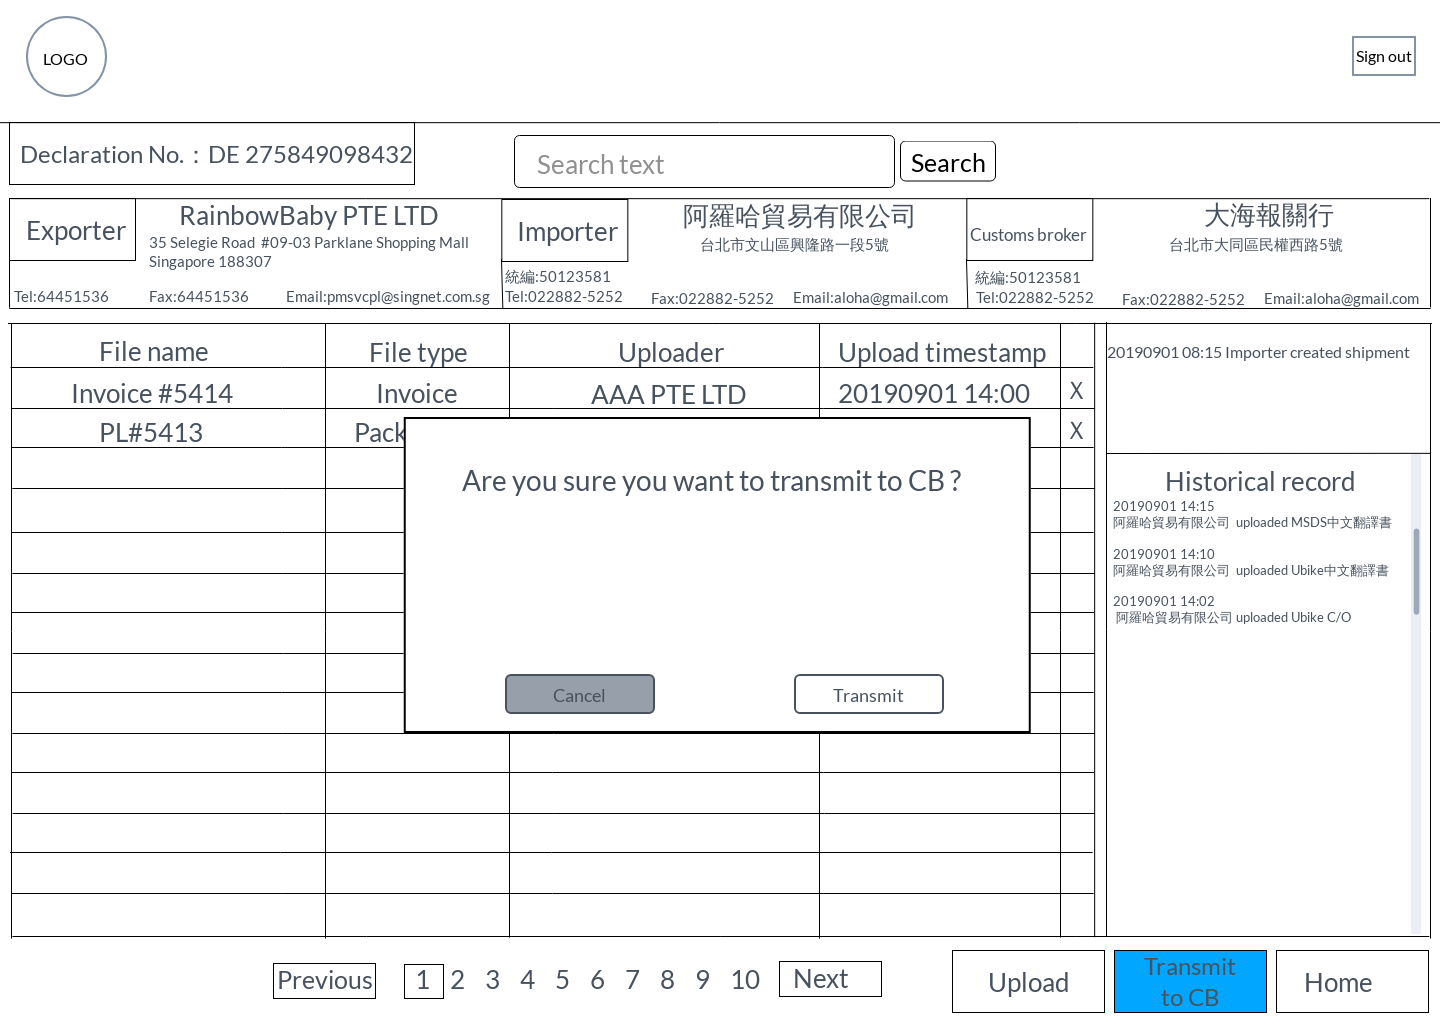 LOGO
Sign out
Declaration No.：DE 275849098432
Search text
Search
Exporter
RainbowBaby PTE LTD
35 Selegie Road #09-03 Parklane Shopping Mall
Singapore 188307
Tel:64451536
Fax:64451536
Email:pmsvcpl@singnet.com.sg
Importer
阿羅哈貿易有限公司
台北市文山區興隆路一段5號
統編:50123581
Tel:022882-5252
Fax:022882-5252
Email:aloha@gmail.com
Customs broker
大海報關行
台北市大同區民權西路5號
統編:50123581
Tel:022882-5252
Fax:022882-5252
Email:aloha@gmail.com
File name
File type
Uploader
Upload timestamp
Invoice #5414
Invoice
AAA PTE LTD
20190901 14:00
X
PL#5413
Pack
X
Are you sure you want to transmit to CB ?
Cancel
Transmit
20190901 08:15 Importer created shipment
Historical record
20190901 14:15
阿羅哈貿易有限公司 uploaded MSDS中文翻譯書
20190901 14:10
阿羅哈貿易有限公司 uploaded Ubike中文翻譯書
20190901 14:02
阿羅哈貿易有限公司 uploaded Ubike C/O
Previous
1 2 3 4 5 6 7 8 9 10
Next
Upload
Transmit
to CB
Home